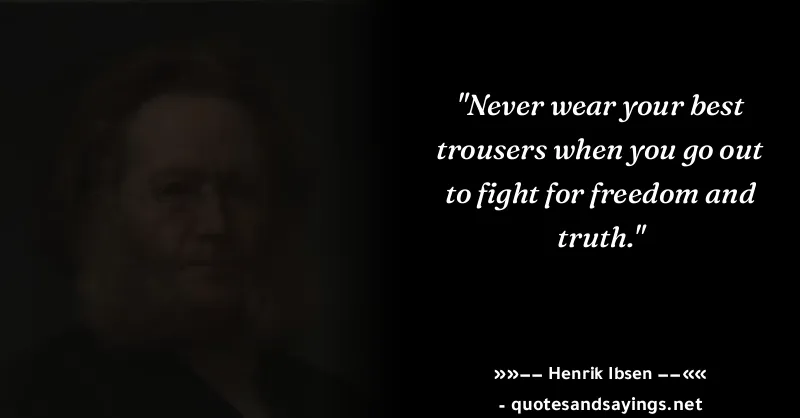 "Never wear your best
trousers when you go out
to fight for freedom and
truth."
»»−− Henrik Ibsen −−««
- quotesandsayings.net